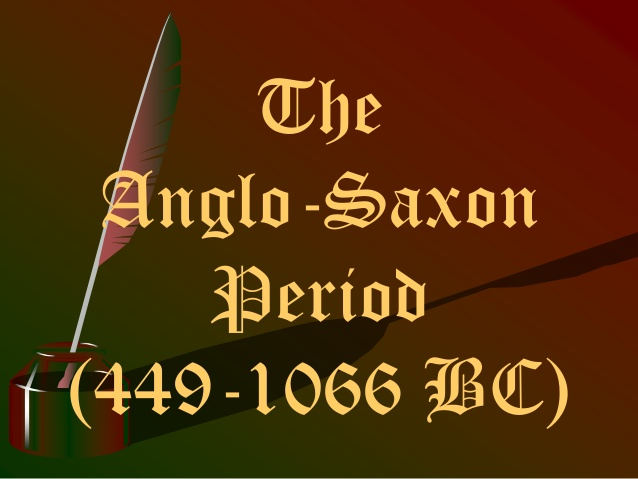 The
Anglo-Saxon
Period
(449-1066 BC)